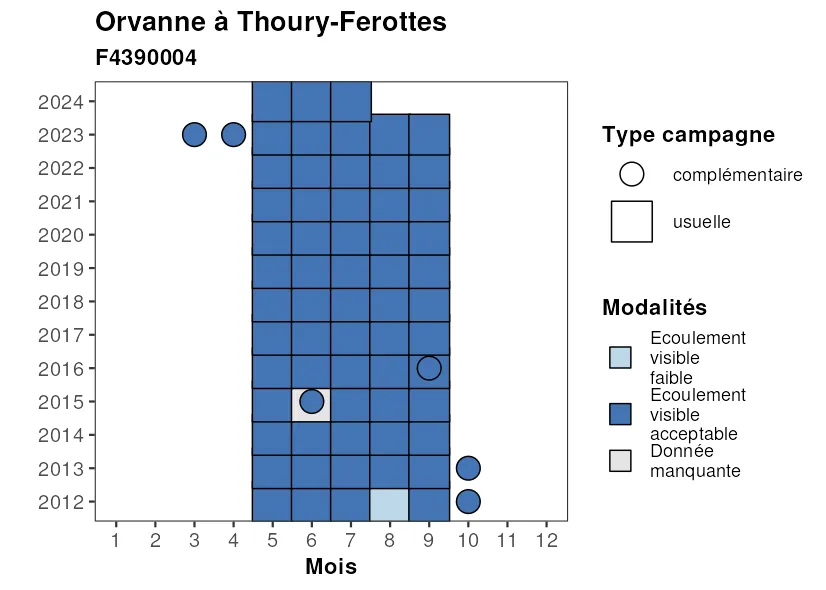 Orvanne à Thoury-Ferottes
F4390004
2024
2023
2022
2021
2020
2019
2018
2017
2016
2015
2014
2013
2012
1 2 3 4 5 6 7 8 9 10 11 12
Mois
Type campagne
complémentaire
usuelle
Modalités
Ecoulement
visible
faible
Ecoulement
visible
acceptable
Donnée
manquante